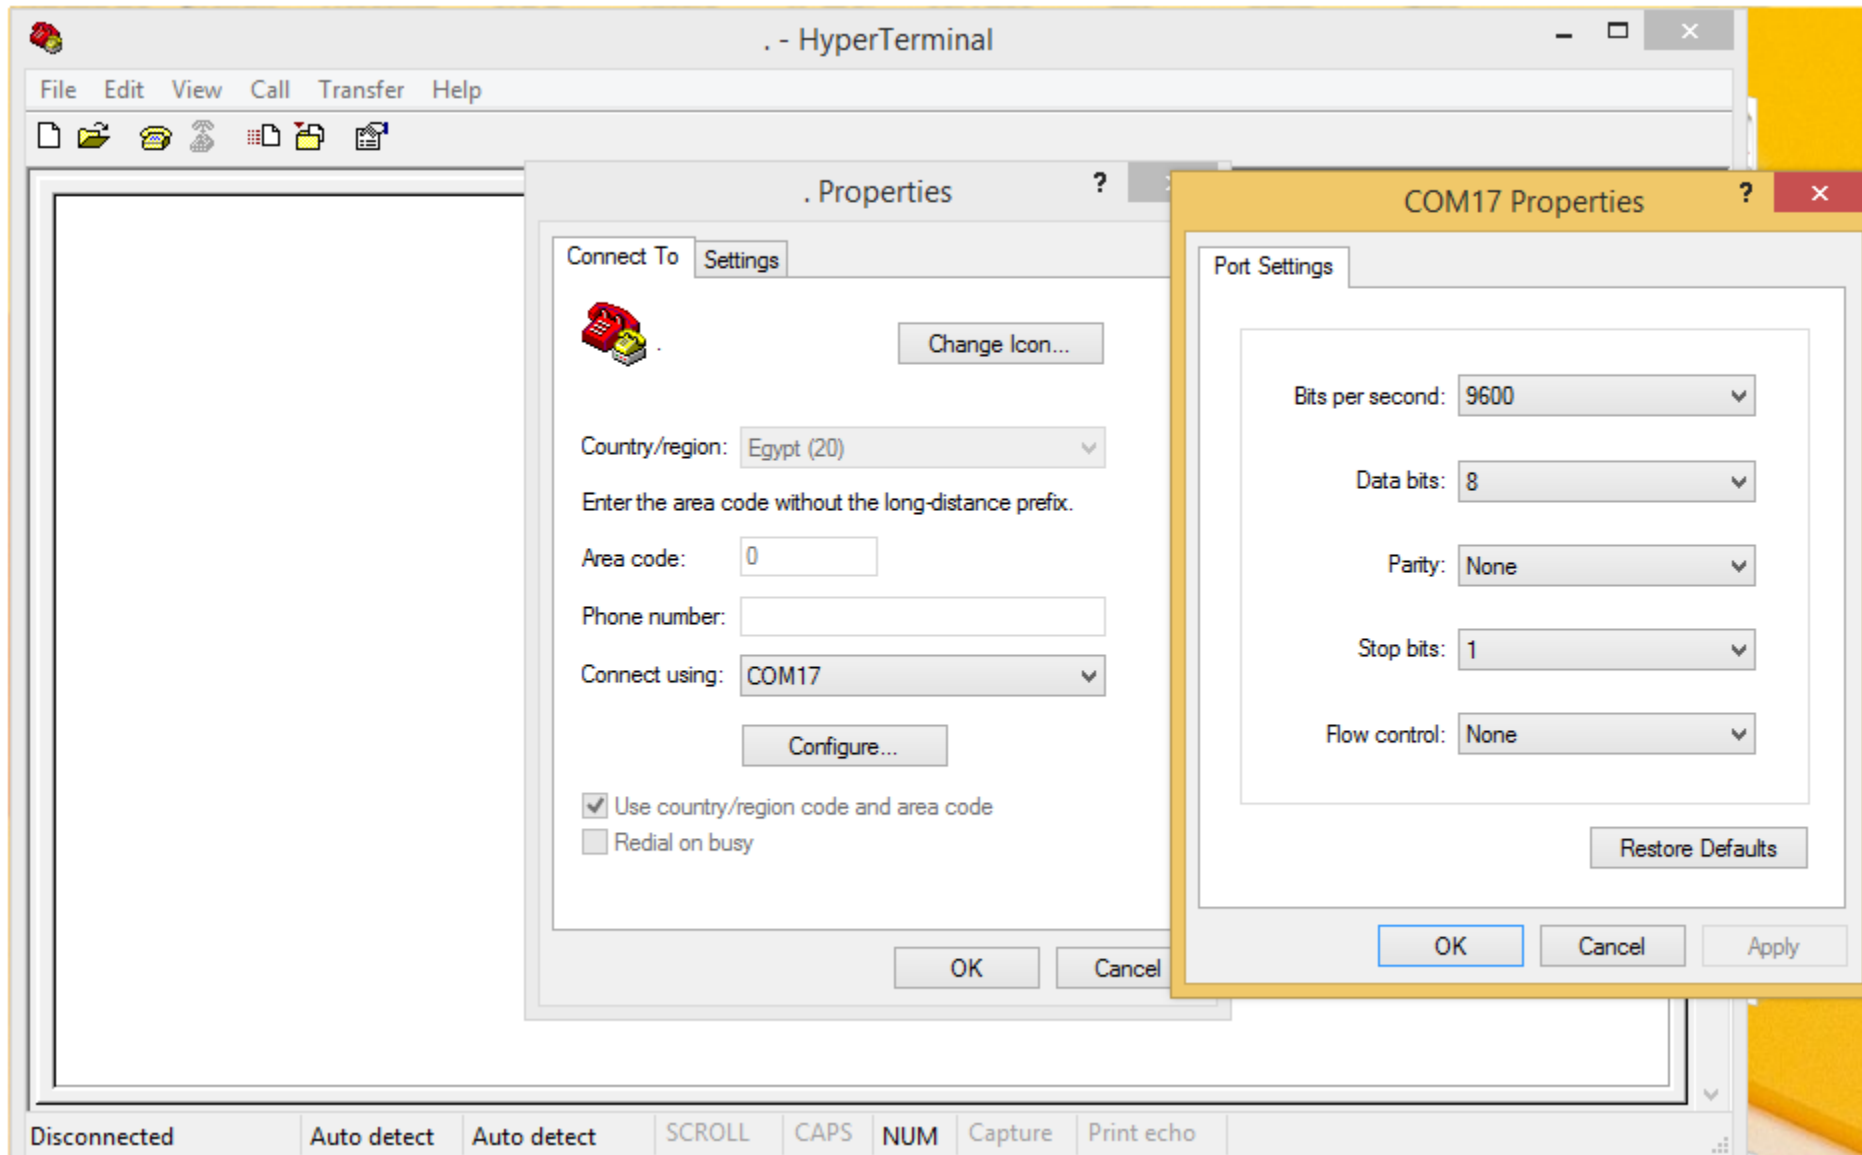 . - HyperTerminal
File Edit View Call Transfer Help
. Properties
?
Connect To Settings
.
Change Icon...
Country/region: Egypt (20)
Enter the area code without the long-distance prefix.
Area code: 0
Phone number:
Connect using: COM17
Configure...
Use country/region code and area code
Redial on busy
OK Cancel
COM17 Properties
?
Port Settings
Bits per second: 9600
Data bits: 8
Parity: None
Stop bits: 1
Flow control: None
Restore Defaults
OK Cancel Apply
Disconnected Auto detect Auto detect SCROLL CAPS NUM Capture Print echo